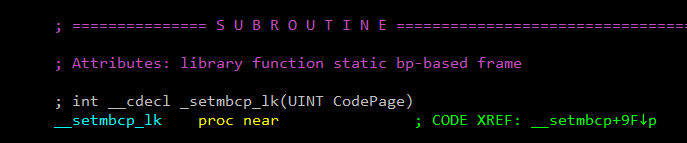 ; =============== S U B R O U T I N E =======================================
; Attributes: library function static bp-based frame
; int __cdecl _setmbcp_lk(UINT CodePage)
__setmbcp_lk proc near ; CODE XREF: __setmbcp+9F↓p